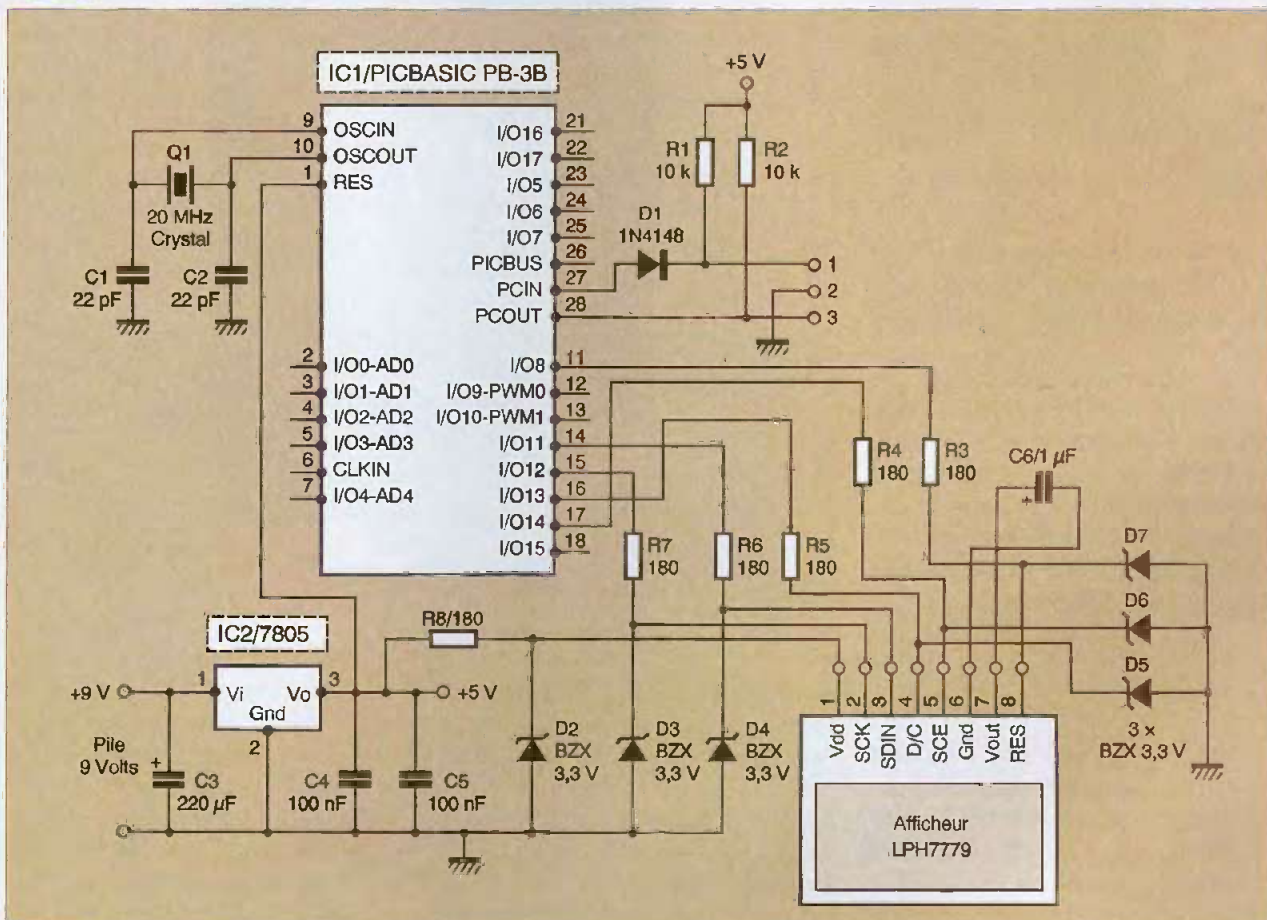 IC1/PICBASIC PB-3B
9
OSCIN
10
OSCOUT
1
RES
I/O16
21
I/O17
22
I/O5
23
I/O6
24
I/O7
25
PICBUS
26
PCIN
27
PCOUT
28
I/O8
11
I/O9-PWM0
12
I/O10-PWM1
13
I/O11
14
I/O12
15
I/O13
16
I/O14
17
I/O15
18
2
I/O0-AD0
3
I/O1-AD1
4
I/O2-AD2
5
I/O3-AD3
6
CLKIN
7
I/O4-AD4
Q1
20 MHz
Crystal
C1
22 pF
C2
22 pF
+5 V
R1
10 k
R2
10 k
D1
1N4148
1
2
3
R4
180
R3
180
C6/1 µF
+
R7
180
R6
180
R5
180
D7
D6
D5
3 ×
BZX 3,3 V
IC2/7805
R8/180
+9 V
1
Vi
Vo
3
Gnd
2
+5 V
Pile
9 Volts
+
C3
220 µF
C4
100 nF
C5
100 nF
D2
BZX
3,3 V
D3
BZX
3,3 V
D4
BZX
3,3 V
1
2
3
4
5
6
7
8
Vdd
SCK
SDIN
D/C
SCE
Gnd
Vout
RES
Afficheur
LPH7779